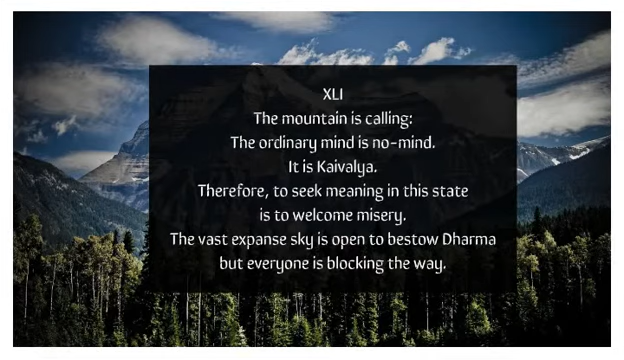 XLI
The mountain is calling:
The ordinary mind is no-mind.
It is Kaivalya.
Therefore, to seek meaning in this state
is to welcome misery.
The vast expanse sky is open to bestow Dharma
but everyone is blocking the way.